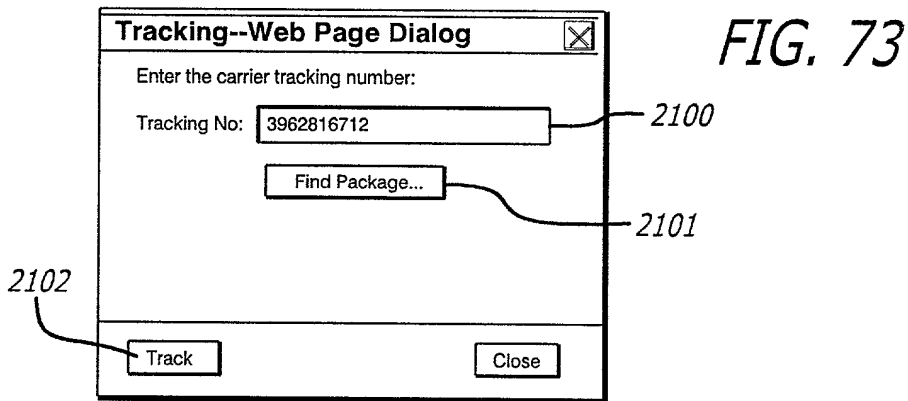 Tracking--Web Page Dialog
FIG. 73
Enter the carrier tracking number:
Tracking No: 3962816712
2100
Find Package...
2101
2102
Track
Close